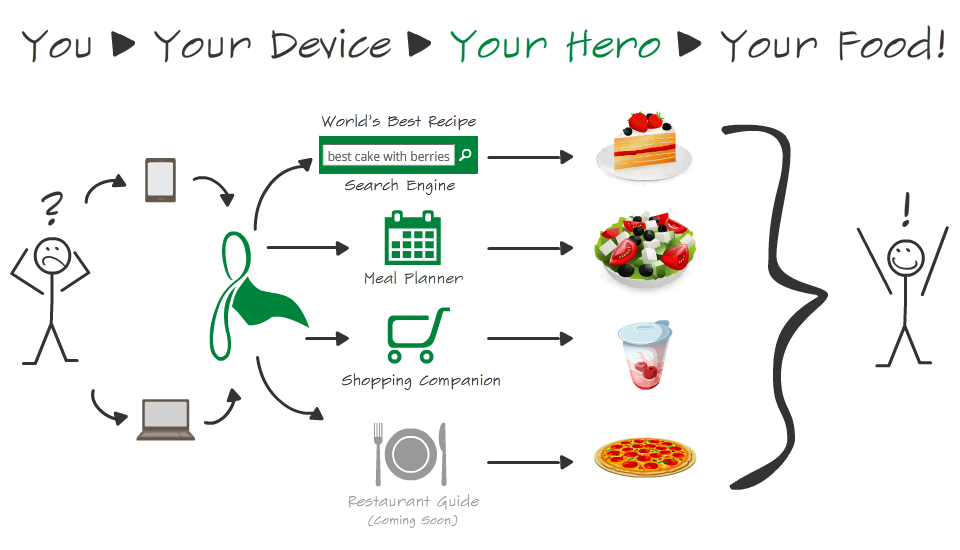 You ▶ Your Device ▶ Your Hero ▶ Your Food!
World's Best Recipe
best cake with berries
Search Engine
?
!
Meal Planner
Shopping Companion
Restaurant Guide
(Coming Soon)